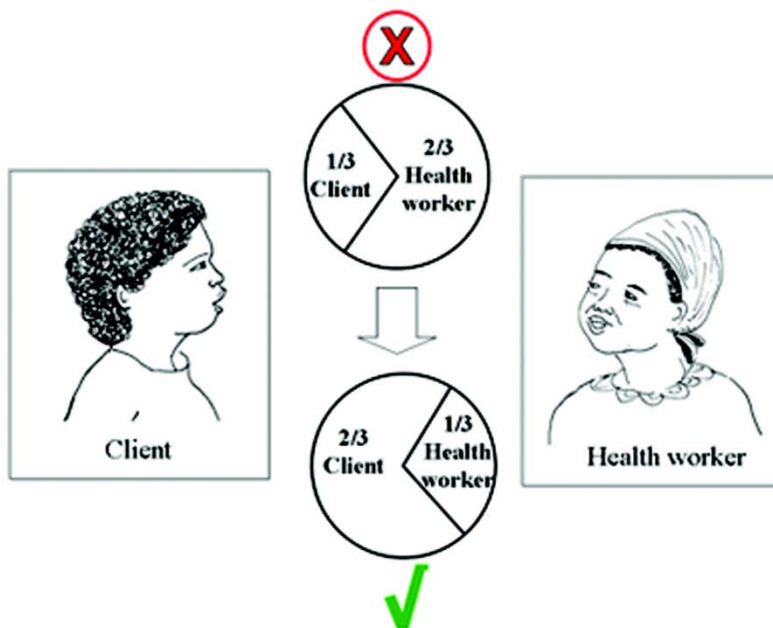 X
1/3
Client
2/3
Health
worker
Client
2/3
Client
1/3
Health
worker
Health worker